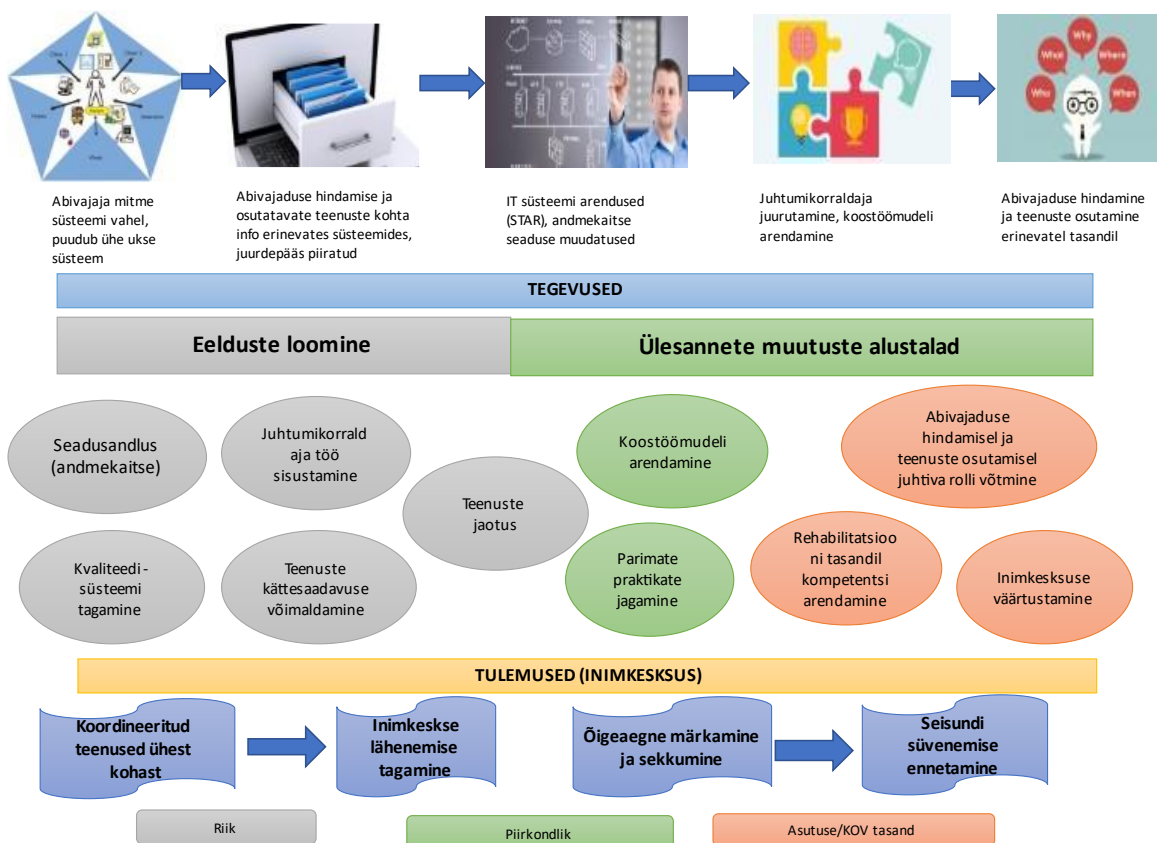 Who
What
Why
Where
When
Abivajaja mitme
süsteemi vahel,
puudub ühe ukse
süsteem
Abivajaduse hindamise ja
osutatavate teenuste kohta
info erinevates süsteemides,
juurdepääs piiratud
IT süsteemi arendused
(STAR), andmekaitse
seaduse muudatused
Juhtumikorraldaja
juurutamine, koostöömudeli
arendamine
Abivajaduse hindamine
ja teenuste osutamine
erinevatel tasandil
TEGEVUSED
Eelduste loomine
Ülesannete muutuste alustalad
Seadusandlus
(andmekaitse)
Juhtumikorrald
aja töö
sisustamine
Teenuste
jaotus
Kvaliteedi-
süsteemi
tagamine
Teenuste
kättesaadavuse
võimaldamine
Koostöömudeli
arendamine
Parimate
praktikate
jagamine
Abivajaduse
hindamisel ja
teenuste osutamisel
juhtiva rolli võtmine
Rehabilitatsioo
ni tasandil
kompetentsi
arendamine
Inimkesksuse
väärtustamine
TULEMUSED (INIMKESKSUS)
Koordineeritud
teenused ühest
kohast
Inimkeskse
lähenemise
tagamine
Õigeaegne märkamine
ja sekkumine
Seisundi
süvenemise
ennetamine
Riik
Piirkondlik
Asutuse/KOV tasand